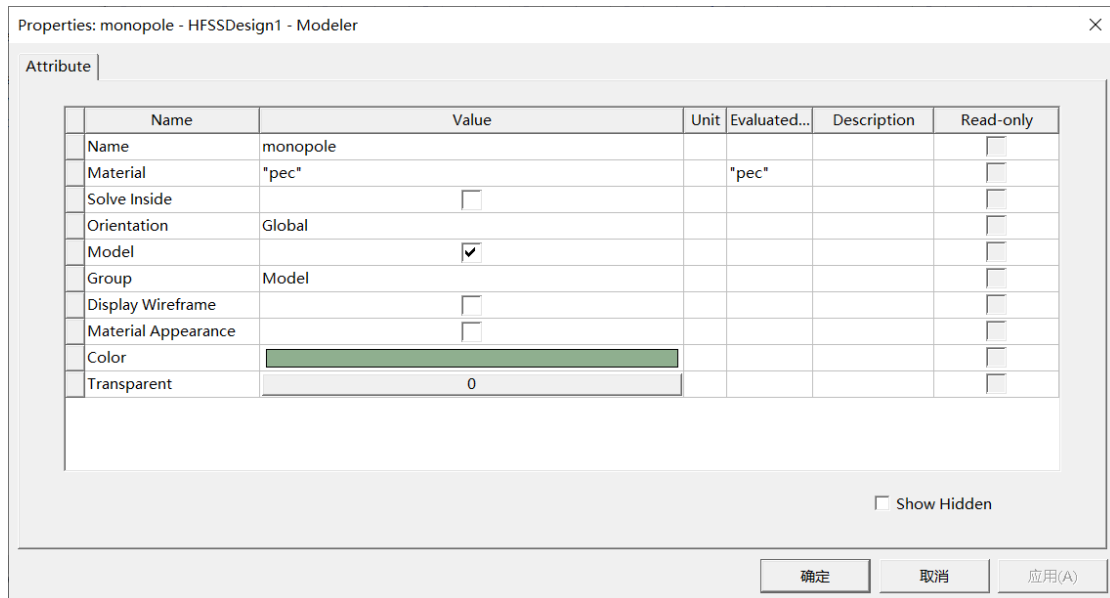 Properties: monopole - HFSSDesign1 - Modeler
Attribute
Name Value Unit Evaluated... Description Read-only
Name monopole
Material "pec" "pec"
Solve Inside
Orientation Global
Model
Group Model
Display Wireframe
Material Appearance
Color
Transparent 0
Show Hidden
确定 取消 应用(A)